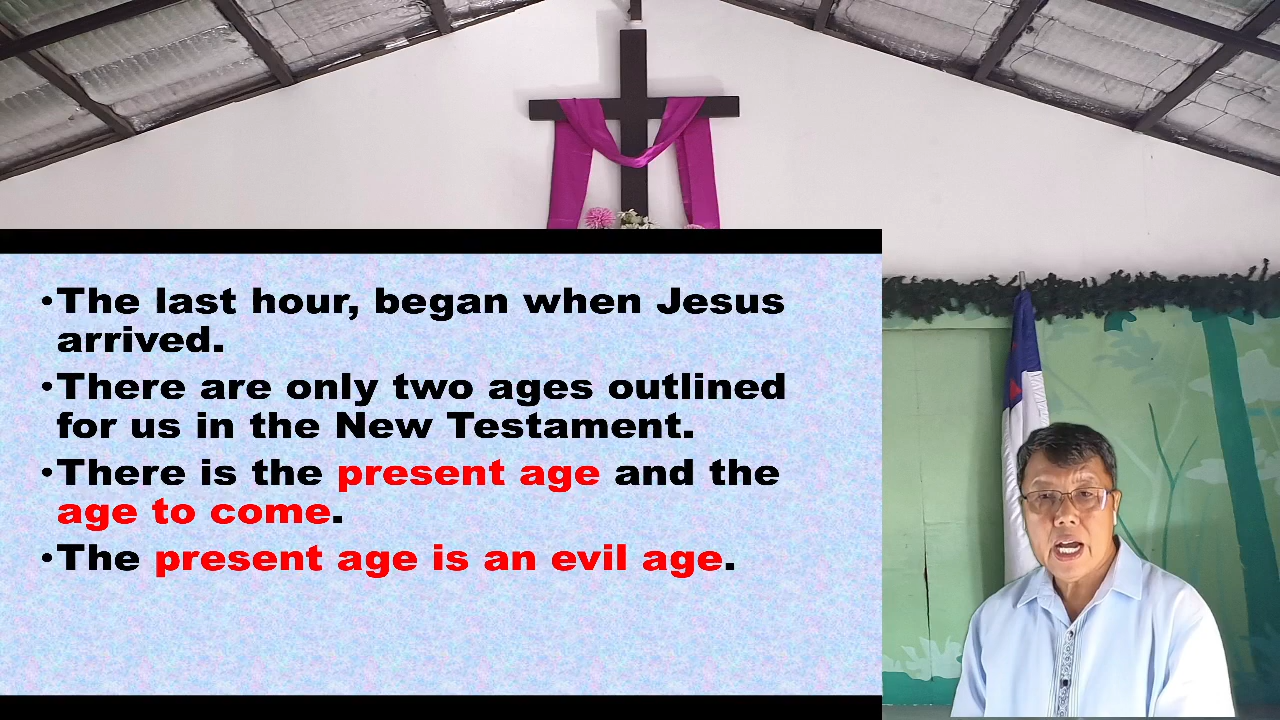 •The last hour, began when Jesus
arrived.
•There are only two ages outlined
for us in the New Testament.
•There is the present age and the
age to come.
•The present age is an evil age.